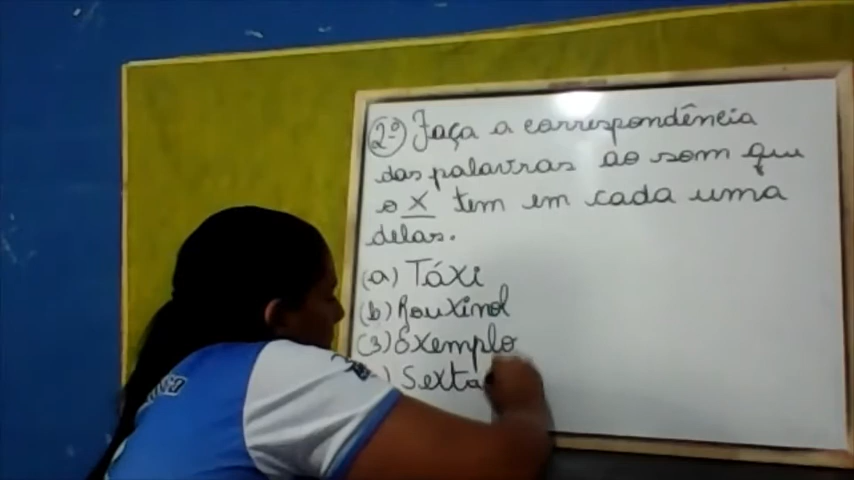 2º Faça a correspondência
das palavras ao som que
o x tem em cada uma
delas.
(a) Táxi
(b) Rouxinol
(3) Exemplo
) Sexta